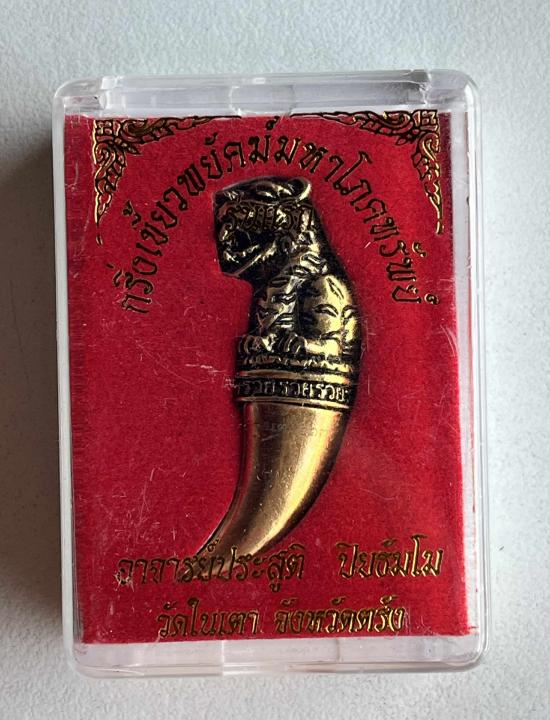 กริ่งเขี้ยวพยัคฆ์มหาโภคทรัพย์
รวยรวยรวย
อาจารย์ประสูติ ปิยธัมโม
วัดในเตา จังหวัดตรัง